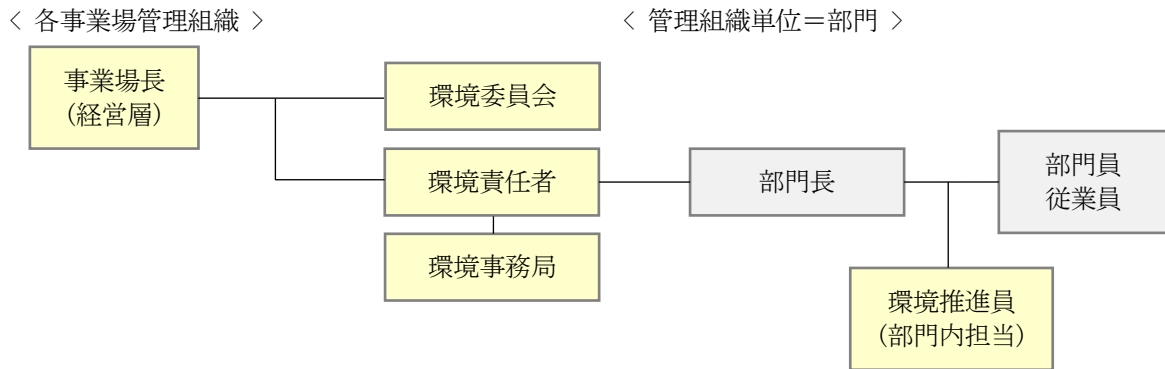 〈 各事業場管理組織 〉
〈 管理組織単位＝部門 〉
事業場長
(経営層)
環境委員会
環境責任者
環境事務局
部門長
部門員
従業員
環境推進員
(部門内担当)